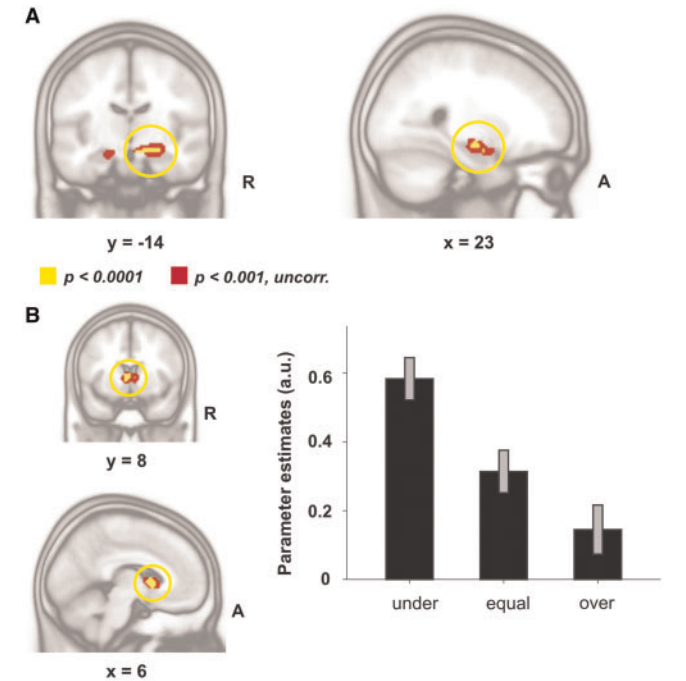 A
R
A
y = -14
x = 23
p < 0.0001
p < 0.001, uncorr.
B
R
y = 8
A
x = 6
Parameter estimates (a.u.)
0.6
0.4
0.2
0
under equal over